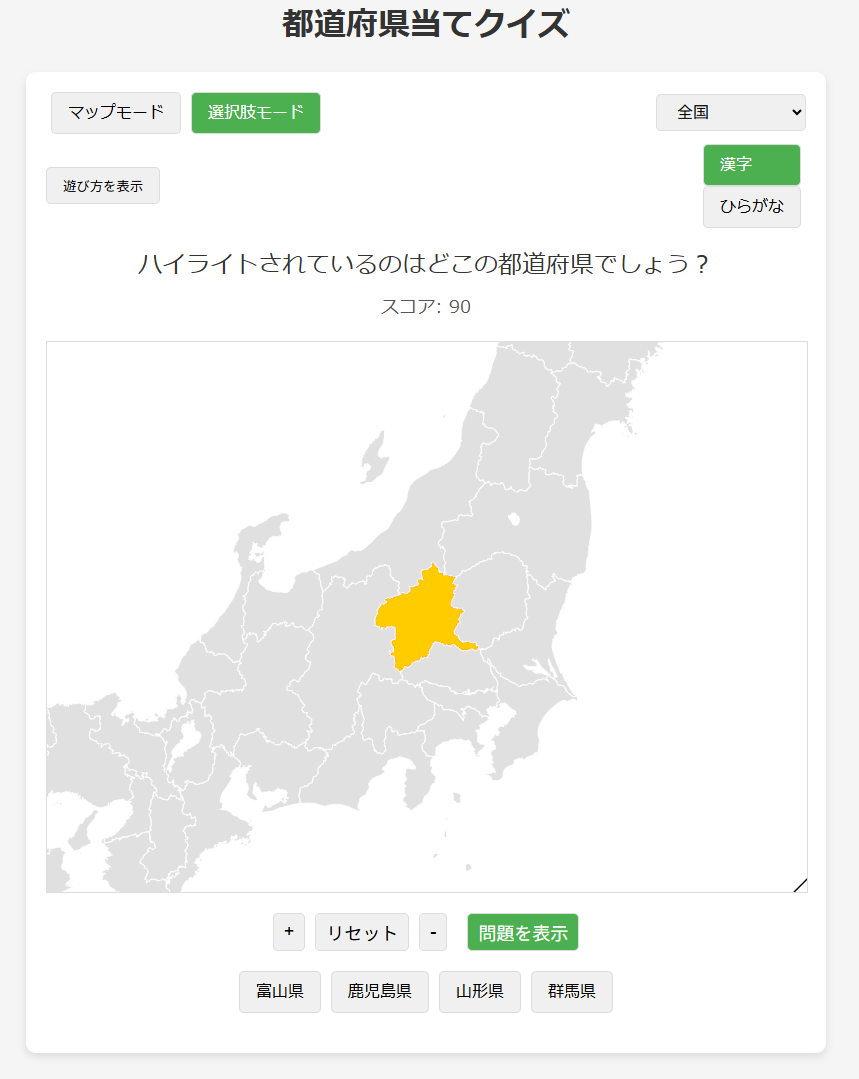 都道府県当てクイズ
マップモード 選択肢モード 全国
漢字
遊び方を表示
ひらがな
ハイライトされているのはどこの都道府県でしょう？
スコア: 90
+ リセット - 問題を表示
富山県 鹿児島県 山形県 群馬県